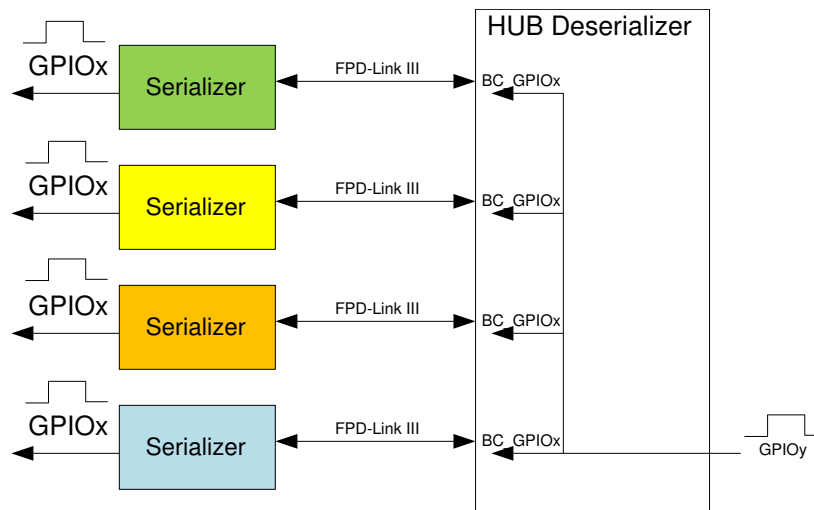 HUB Deserializer
GPIOx
Serializer
FPD-Link III
BC_GPIOx
GPIOx
Serializer
FPD-Link III
BC_GPIOx
GPIOx
Serializer
FPD-Link III
BC_GPIOx
GPIOx
Serializer
FPD-Link III
BC_GPIOx
GPIOy